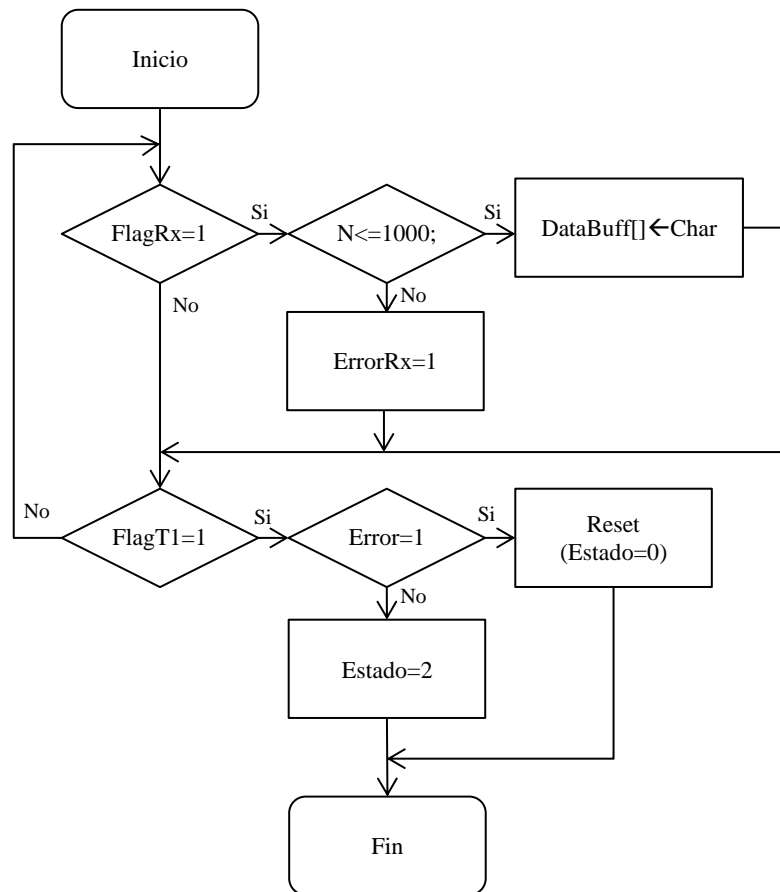 Inicio
FlagRx=1
Si
N<=1000;
Si
DataBuff[]←Char
No
No
ErrorRx=1
No
FlagT1=1
Si
Error=1
Si
Reset
(Estado=0)
No
Estado=2
Fin